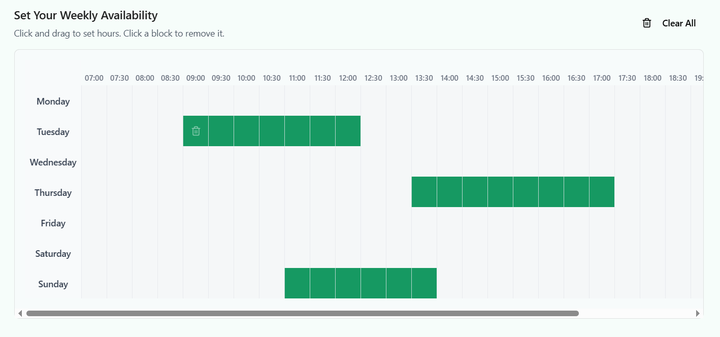 Set Your Weekly Availability
Clear All
Click and drag to set hours. Click a block to remove it.
07:00 07:30 08:00 08:30 09:00 09:30 10:00 10:30 11:00 11:30 12:00 12:30 13:00 13:30 14:00 14:30 15:00 15:30 16:00 16:30 17:00 17:30 18:00 18:30 19:
Monday
Tuesday
Wednesday
Thursday
Friday
Saturday
Sunday